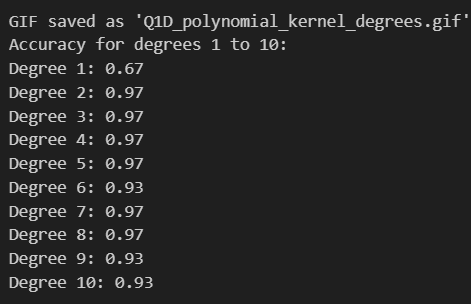 GIF saved as 'Q1D_polynomial_kernel_degrees.gif'
Accuracy for degrees 1 to 10:
Degree 1: 0.67
Degree 2: 0.97
Degree 3: 0.97
Degree 4: 0.97
Degree 5: 0.97
Degree 6: 0.93
Degree 7: 0.97
Degree 8: 0.97
Degree 9: 0.93
Degree 10: 0.93